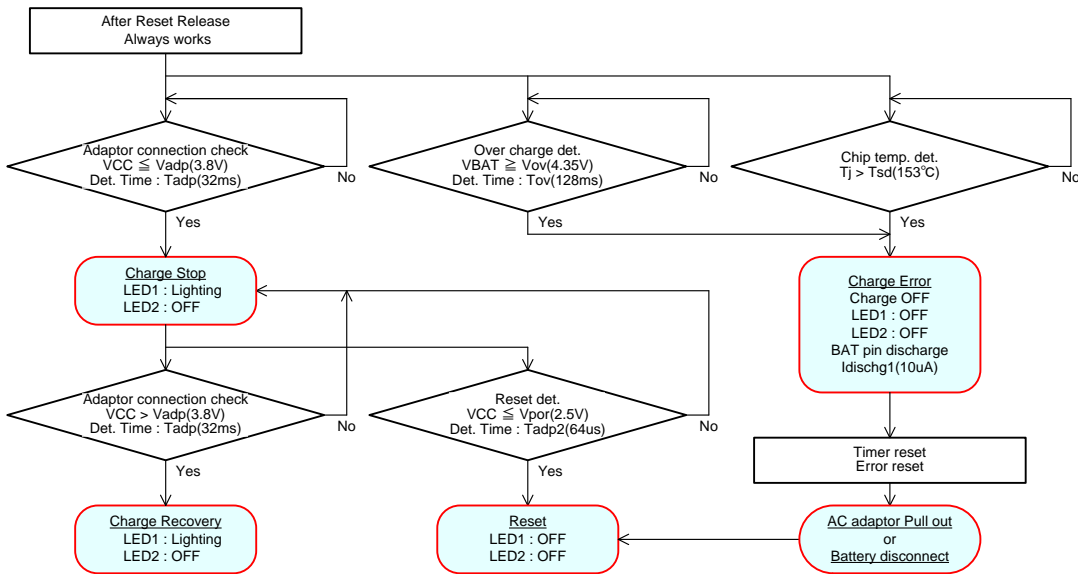 After Reset Release
Always works
Adaptor connection check
VCC ≦ Vadp(3.8V)
Det. Time : Tadp(32ms)
No
Yes
Over charge det.
VBAT ≧ Vov(4.35V)
Det. Time : Tov(128ms)
No
Yes
Chip temp. det.
Tj > Tsd(153℃)
No
Yes
Charge Stop
LED1 : Lighting
LED2 : OFF
Charge Error
Charge OFF
LED1 : OFF
LED2 : OFF
BAT pin discharge
Idischg1(10uA)
Adaptor connection check
VCC > Vadp(3.8V)
Det. Time : Tadp(32ms)
No
Yes
Reset det.
VCC ≦ Vpor(2.5V)
Det. Time : Tadp2(64us)
No
Yes
Timer reset
Error reset
Charge Recovery
LED1 : Lighting
LED2 : OFF
Reset
LED1 : OFF
LED2 : OFF
AC adaptor Pull out
or
Battery disconnect